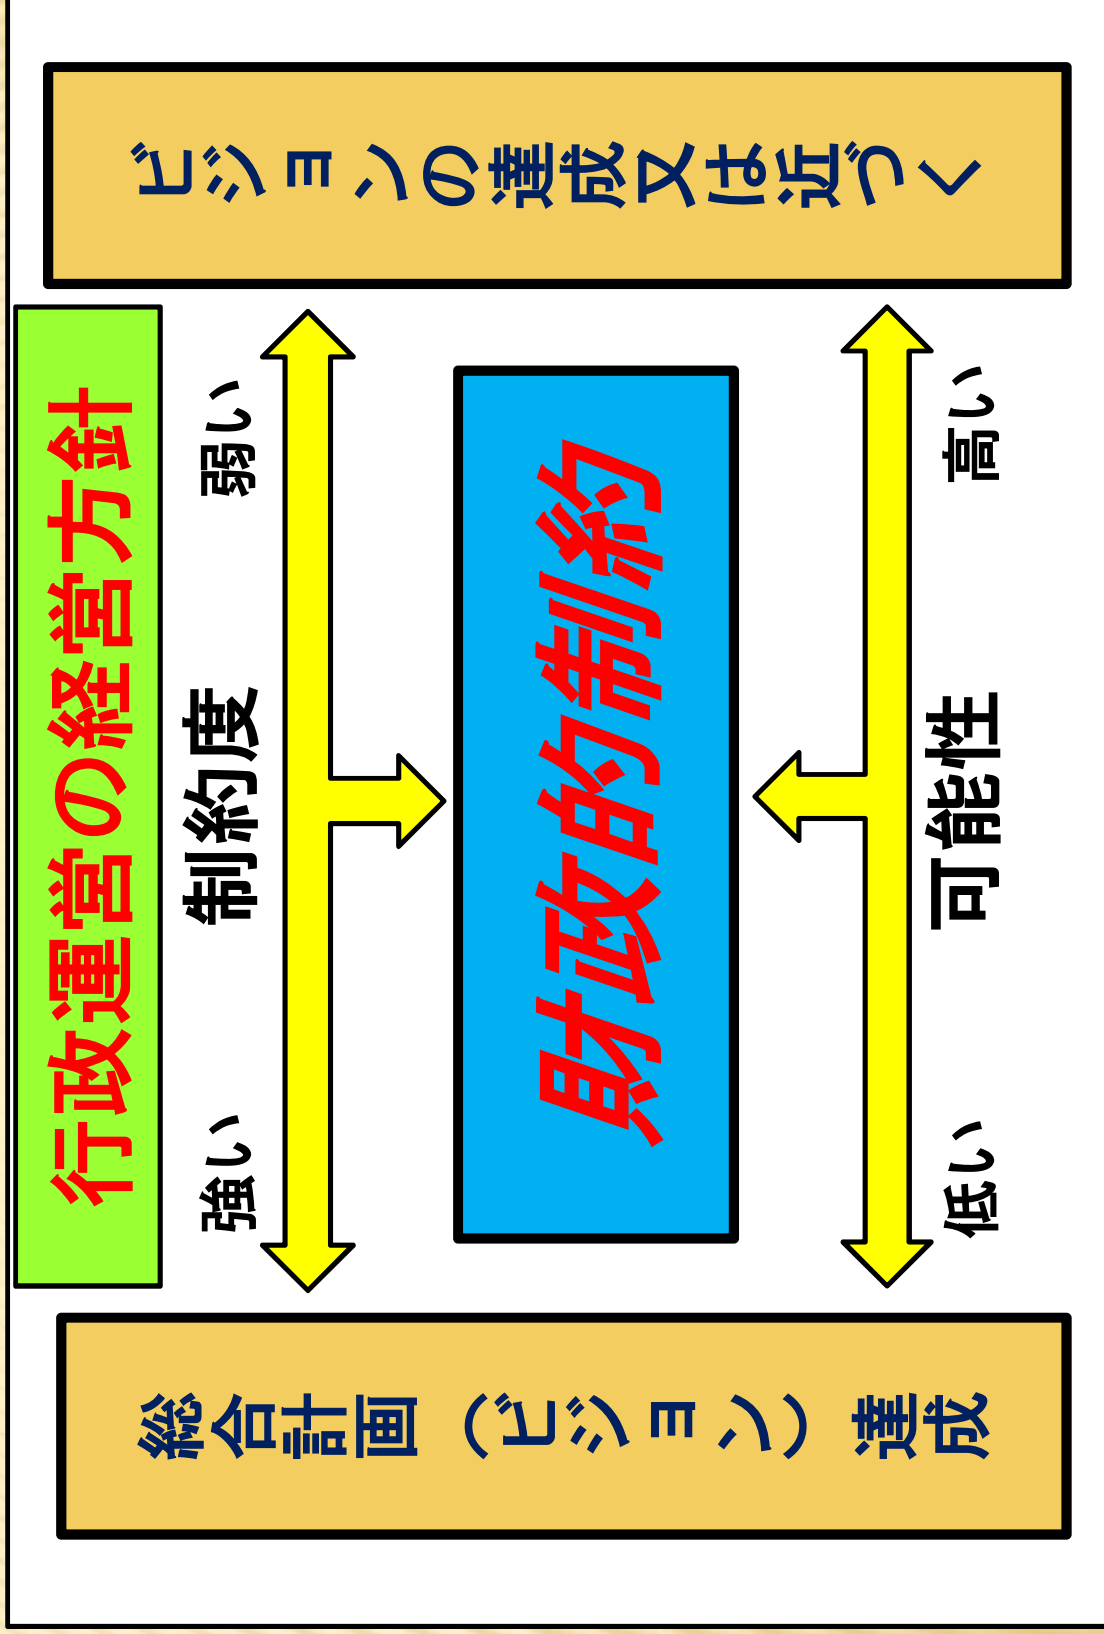 行政運営の経営方針
総合計画（ビジョン）達成
強い
制約度
弱い
財政的制約
低い
可能性
高い
ビジョンの達成又は近づく